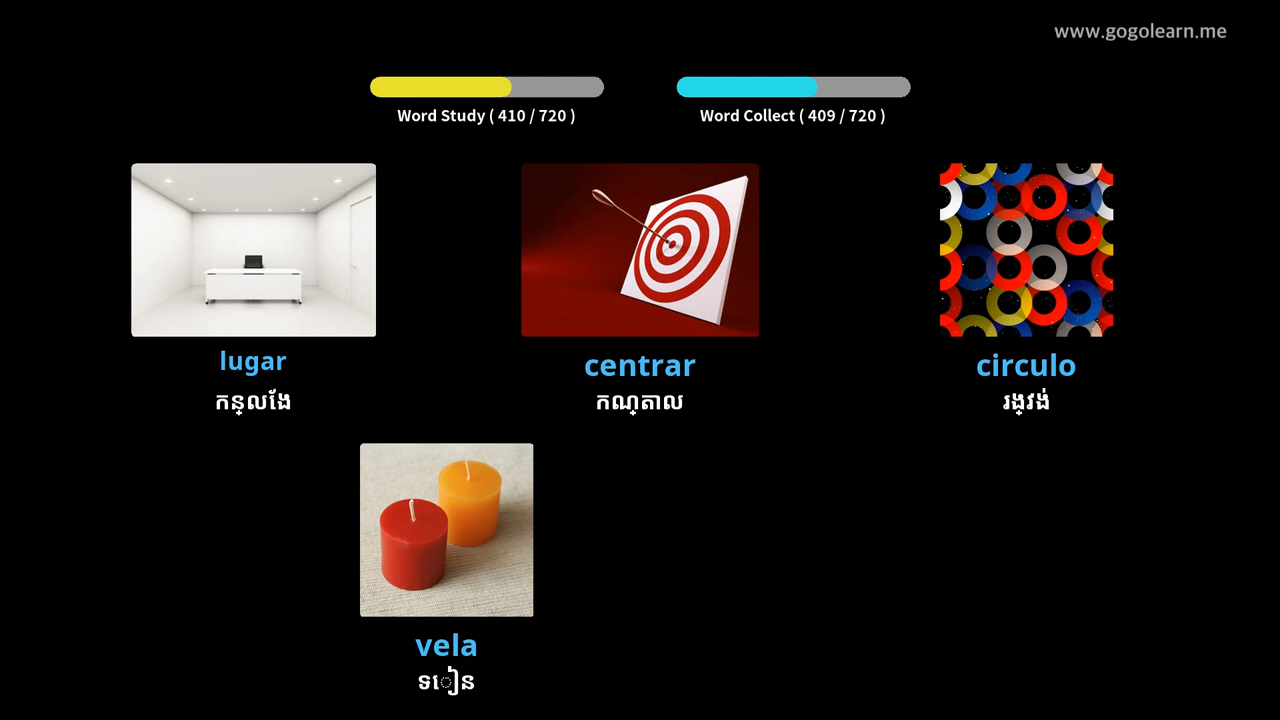 www.gogolearn.me
Word Study ( 410 / 720 )
Word Collect ( 409 / 720 )
lugar
កន្លែង
centrar
កណ្តាល
circulo
រង្វង់
vela
ទៀន